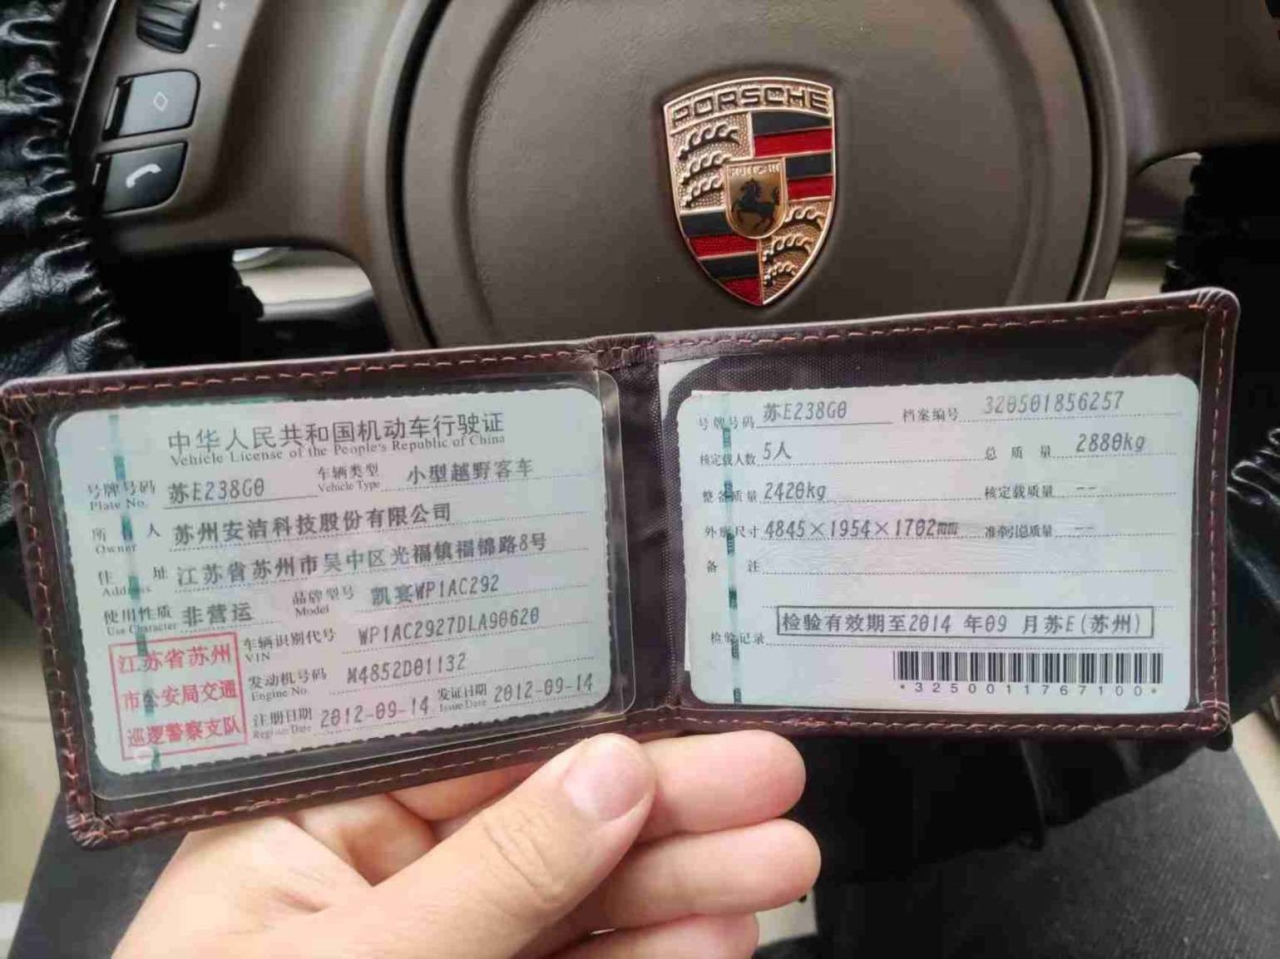 PORSCHE
中华人民共和国机动车行驶证
Vehicle License of the People's Republic of China
号牌号码 苏E238G0 车辆类型 小型越野客车
Plate No. Vehicle Type
所有人 苏州安洁科技股份有限公司
Owner
住址 江苏省苏州市吴中区光福镇福锦路8号
Address
使用性质 非营运 品牌型号 凯宴WP1AC292
Use Character Model
车辆识别代号 WP1AC2927DLA90620
VIN
发动机号码 M4852D01132
Engine No.
注册日期 2012-09-14 发证日期 2012-09-14
Register Date Issue Date
江苏省苏州
市公安局交通
巡逻警察支队
号牌号码 苏E238G0 档案编号 320501856257
核定载人数 5人 总质量 2880kg
整备质量 2420kg 核定载质量 --
外廓尺寸 4845×1954×1702mm 准牵引总质量 --
备注
检验记录 检验有效期至2014 年09 月苏E(苏州)
*3250011767100*